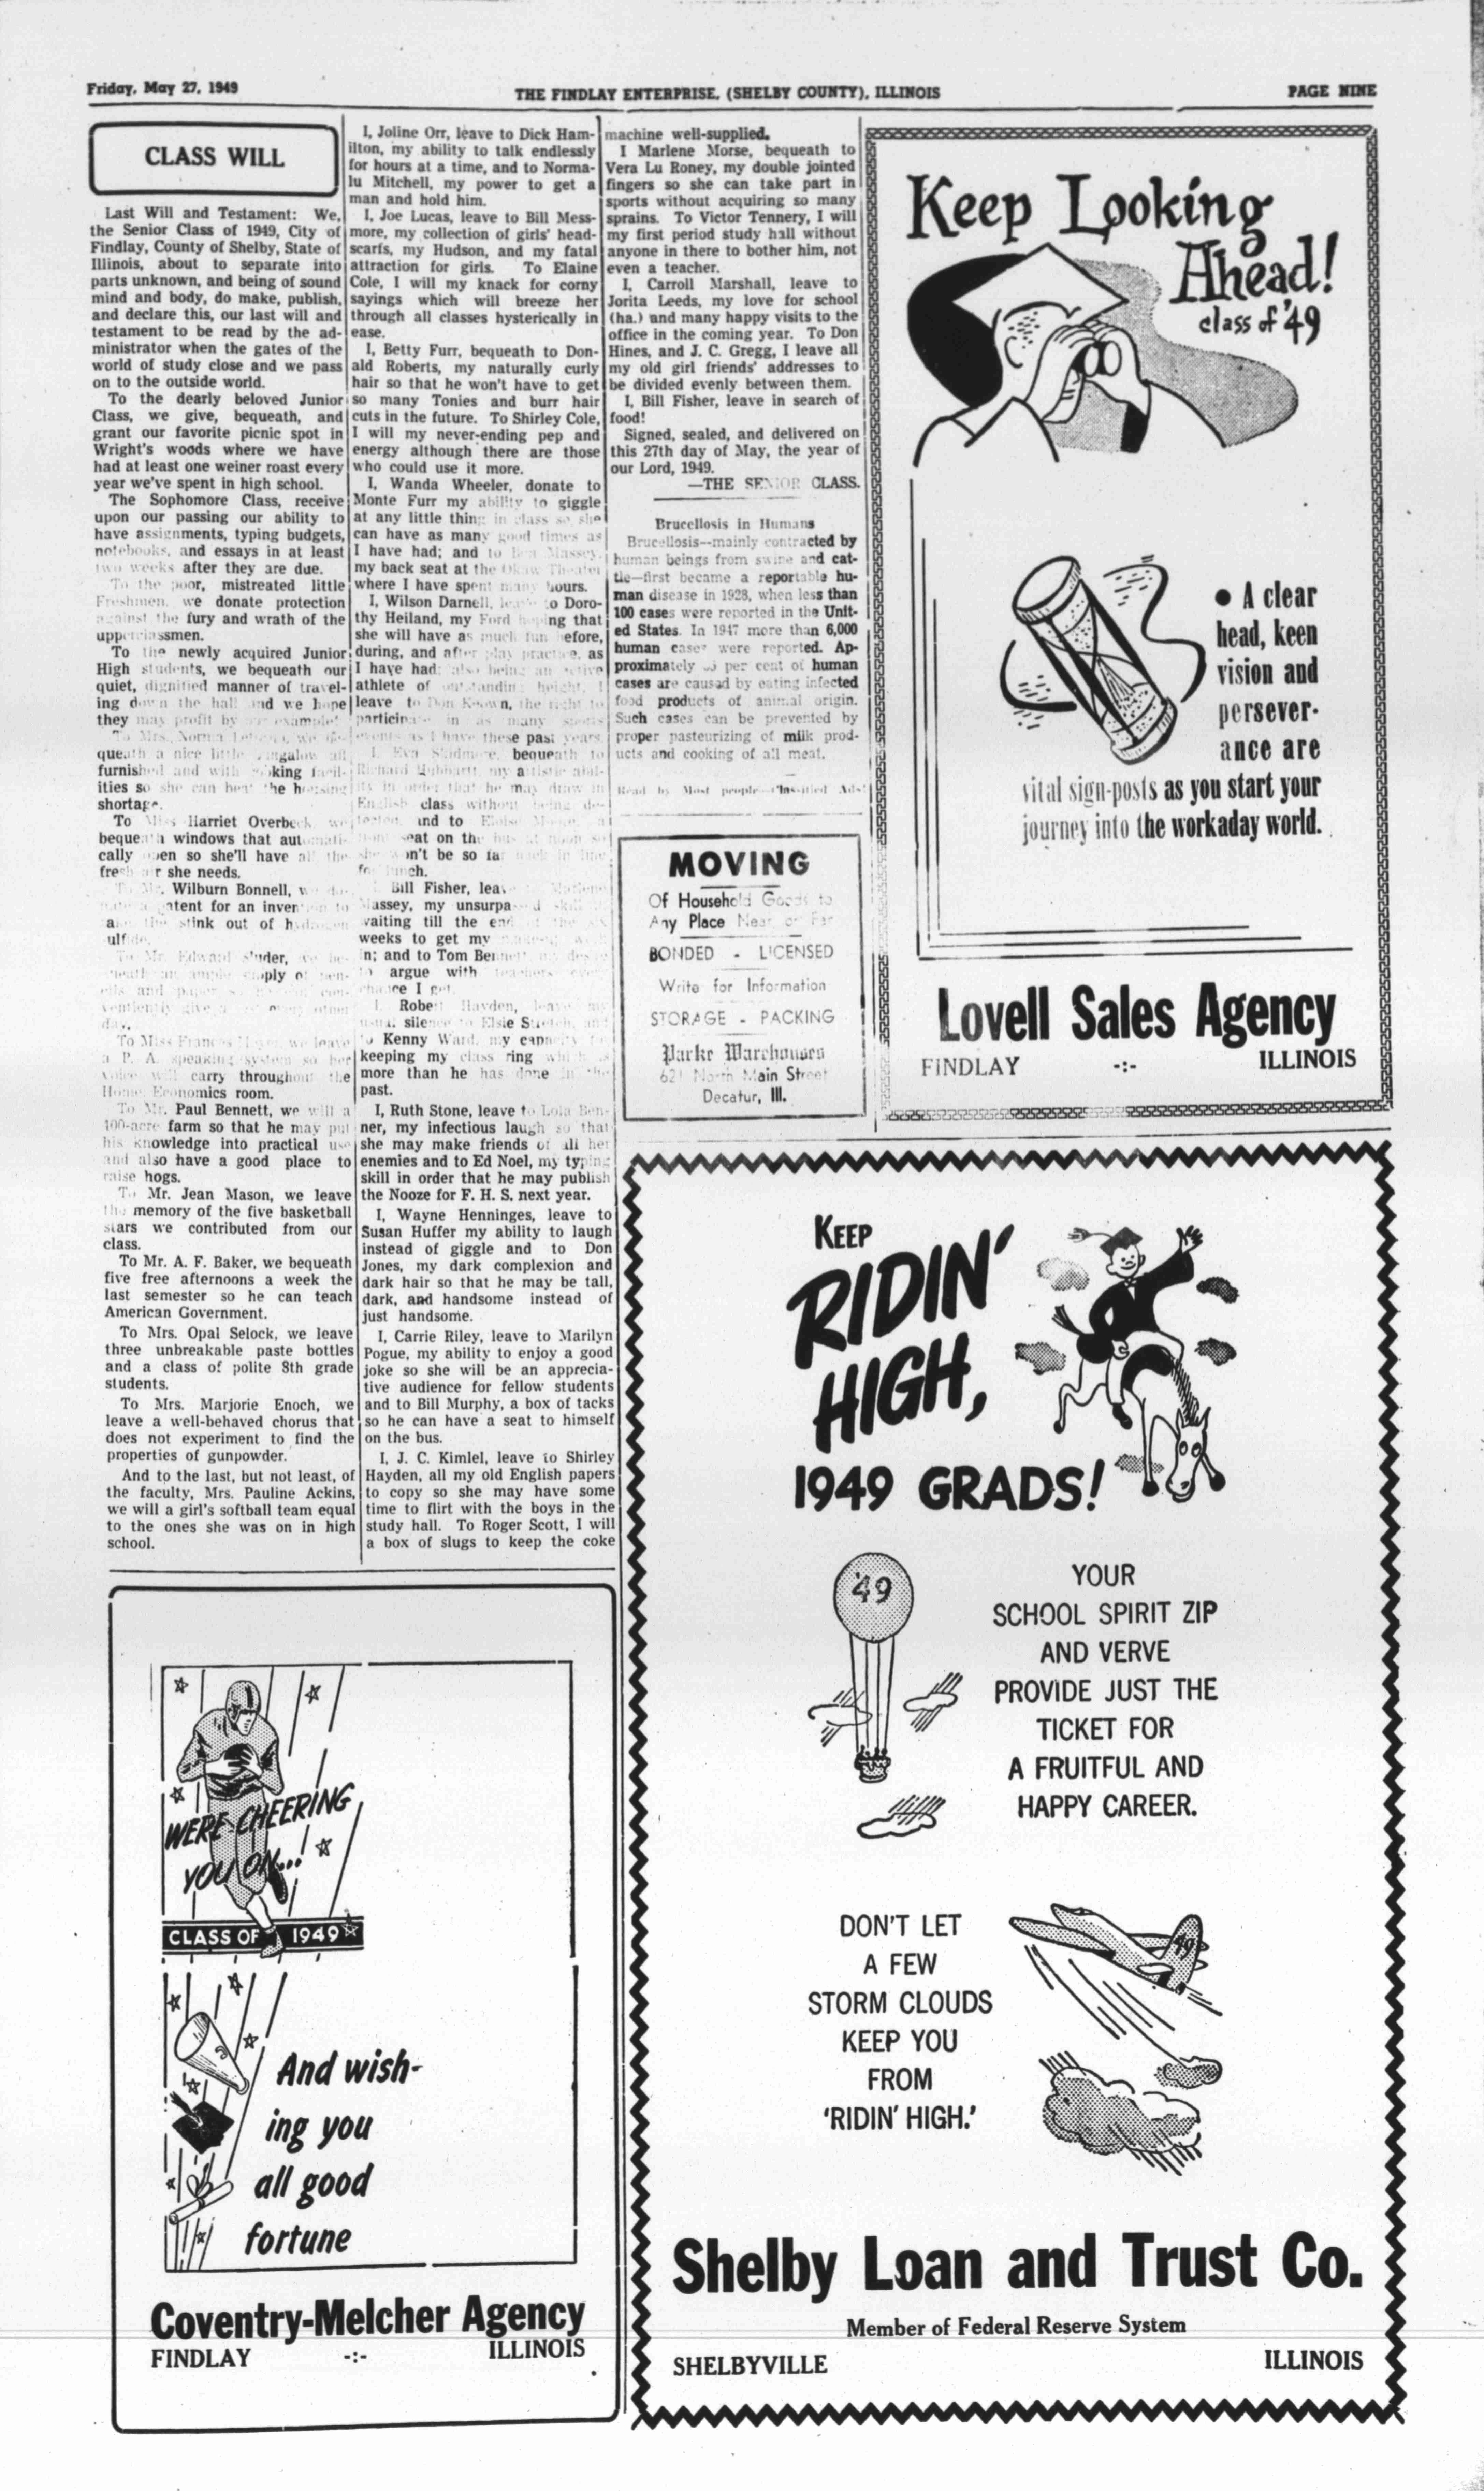 Friday, May 27, 1949
THE FINDLAY ENTERPRISE, (SHELBY COUNTY), ILLINOIS
PAGE NINE
CLASS WILL
Last Will and Testament: We,
the Senior Class of 1949, City of
Findlay, County of Shelby, State of
Illinois, about to separate into
parts unknown, and being of sound
mind and body, do make, publish,
and declare this, our last will and
testament to be read by the ad-
ministrator when the gates of the
world of study close and we pass
on to the outside world.
To the dearly beloved Junior
Class, we give, bequeath, and
grant our favorite picnic spot in
Wright's woods where we have
had at least one weiner roast every
year we've spent in high school.
The Sophomore Class, receive
upon our passing our ability to
have assignments, typing budgets,
notebooks, and essays in at least
two weeks after they are due.
To the poor, mistreated little
Freshmen, we donate protection
against the fury and wrath of the
upperclassmen.
To the newly acquired Junior
High students, we bequeath our
quiet, dignified manner of travel-
ing down the hall and we hope
they may profit by our example!
To Mrs. Norma we be-
queath a nice little all
furnished and with cooking facil-
ities so she can beat the housing
shortage.
To Miss Harriet Overbeck, we
bequeath windows that automati-
cally open so she'll have all the
fresh air she needs.
To Mr. Wilburn Bonnell, we
patent for an invention to
the stink out of hydrogen
ulfide.
To Mr. Edward we be-
queath an ample supply of pen-
cils and paper con-
veniently give every other
day.
To Miss Frances we leave
a P. A. speaking system so her
voice will carry throughout the
Home Economics room.
To Mr. Paul Bennett, we will a
400-acre farm so that he may put
his knowledge into practical use
and also have a good place to
raise hogs.
To Mr. Jean Mason, we leave
the memory of the five basketball
stars we contributed from our
class.
To Mr. A. F. Baker, we bequeath
five free afternoons a week the
last semester so he can teach
American Government.
To Mrs. Opal Selock, we leave
three unbreakable paste bottles
and a class of polite 8th grade
students.
To Mrs. Marjorie Enoch, we
leave a well-behaved chorus that
does not experiment to find the
properties of gunpowder.
And to the last, but not least, of
the faculty, Mrs. Pauline Ackins,
we will a girl's softball team equal
to the ones she was on in high
school.
I, Joline Orr, leave to Dick Ham-
ilton, my ability to talk endlessly
for hours at a time, and to Norma-
lu Mitchell, my power to get a
man and hold him.
I, Joe Lucas, leave to Bill Mess-
more, my collection of girls' head-
scarfs, my Hudson, and my fatal
attraction for girls. To Elaine
Cole, I will my knack for corny
sayings which will breeze her
through all classes hysterically in
ease.
I, Betty Furr, bequeath to Don-
ald Roberts, my naturally curly
hair so that he won't have to get
so many Tonies and burr hair
cuts in the future. To Shirley Cole,
I will my never-ending pep and
energy although there are those
who could use it more.
I, Wanda Wheeler, donate to
Monte Furr my ability to giggle
at any little thing in class so she
can have as many good times as
I have had; and to Ben Massey,
my back seat at the Okaw Theater
where I have spent many hours.
I, Wilson Darnell, leave to Doro-
thy Heiland, my Ford hoping that
she will have as much fun before,
during, and after play practice, as
I have had; also being an active
athlete of outstanding height, I
leave to Don Keown, the right to
participate in as many sports
events as I have these past years.
I, Eva Skidmore, bequeath to
Richard Hubbartt, my artistic abil-
ity in order that he may draw in
English class without being de-
tected, and to Eloise
seat on the bus at noon so
she won't be so far back in line
for lunch.
Bill Fisher, leave
Massey, my unsurpassed skill
waiting till the end of the six
weeks to get my
in; and to Tom Bennett my desire
to argue with teachers every
chance I get.
I, Robert Hayden, leave my
usual silence to Elsie and
to Kenny Ward, my capacity for
keeping my class ring which is
more than he has done in the
past.
I, Ruth Stone, leave to Lola Ben-
ner, my infectious laugh so that
she may make friends of all her
enemies and to Ed Noel, my typing
skill in order that he may publish
the Nooze for F. H. S. next year.
I, Wayne Henninges, leave to
Susan Huffer my ability to laugh
instead of giggle and to Don
Jones, my dark complexion and
dark hair so that he may be tall,
dark, and handsome instead of
just handsome.
I, Carrie Riley, leave to Marilyn
Pogue, my ability to enjoy a good
joke so she will be an apprecia-
tive audience for fellow students
and to Bill Murphy, a box of tacks
so he can have a seat to himself
on the bus.
I, J. C. Kimlel, leave to Shirley
Hayden, all my old English papers
to copy so she may have some
time to flirt with the boys in the
study hall. To Roger Scott, I will
a box of slugs to keep the coke
machine well-supplied.
I Marlene Morse, bequeath to
Vera Lu Roney, my double jointed
fingers so she can take part in
sports without acquiring so many
sprains. To Victor Tennery, I will
my first period study hall without
anyone in there to bother him, not
even a teacher.
I, Carroll Marshall, leave to
Jorita Leeds, my love for school
(ha.) and many happy visits to the
office in the coming year. To Don
Hines, and J. C. Gregg, I leave all
my old girl friends' addresses to
be divided evenly between them.
I, Bill Fisher, leave in search of
food!
Signed, sealed, and delivered on
this 27th day of May, the year of
our Lord, 1949.
—THE SENIOR CLASS.
Brucellosis in Humans
Brucellosis--mainly contracted by
human beings from swine and cat-
tle—first became a reportable hu-
man disease in 1928, when less than
100 cases were reported in the Unit-
ed States. In 1947 more than 6,000
human cases were reported. Ap-
proximately per cent of human
cases are caused by eating infected
food products of animal origin.
Such cases can be prevented by
proper pasteurizing of milk prod-
ucts and cooking of all meat.
Read by Most people—Classified Ads!
MOVING
Of Household Goods to
Any Place Near or Far
BONDED - LICENSED
Write for Information
STORAGE - PACKING
Parke Warehouses
621 North Main Street
Decatur, Ill.
Keep Looking
Ahead!
class of '49
• A clear
head, keen
vision and
persever-
ance are
vital sign-posts as you start your
journey into the workaday world.
Lovell Sales Agency
FINDLAY -:- ILLINOIS
KEEP
RIDIN'
HIGH,
1949 GRADS!
'49
YOUR
SCHOOL SPIRIT ZIP
AND VERVE
PROVIDE JUST THE
TICKET FOR
A FRUITFUL AND
HAPPY CAREER.
DON'T LET
A FEW
STORM CLOUDS
KEEP YOU
FROM
'RIDIN' HIGH.'
49
Shelby Loan and Trust Co.
Member of Federal Reserve System
SHELBYVILLE
ILLINOIS
WE'RE CHEERING
YOU ON...!
CLASS OF 1949
And wish-
ing you
all good
fortune
Coventry-Melcher Agency
FINDLAY -:- ILLINOIS